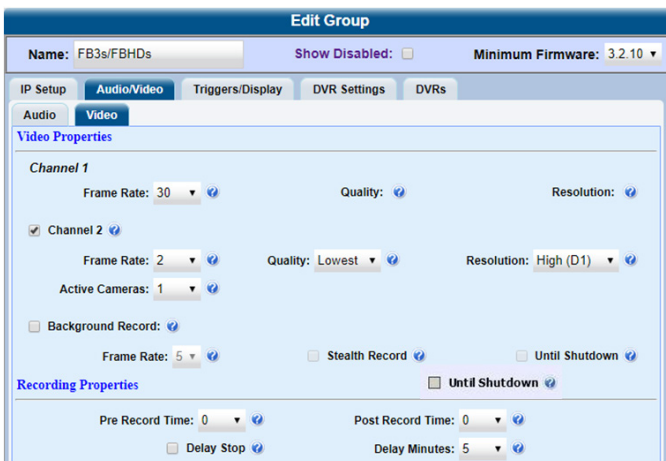 Edit Group
Name: FB3s/FBHDs Show Disabled: Minimum Firmware: 3.2.10
IP Setup Audio/Video Triggers/Display DVR Settings DVRs
Audio Video
Video Properties
Channel 1
Frame Rate: 30 Quality: Resolution:
Channel 2
Frame Rate: 2 Quality: Lowest Resolution: High (D1)
Active Cameras: 1
Background Record:
Frame Rate: 5 Stealth Record Until Shutdown
Recording Properties Until Shutdown
Pre Record Time: 0 Post Record Time: 0
Delay Stop Delay Minutes: 5